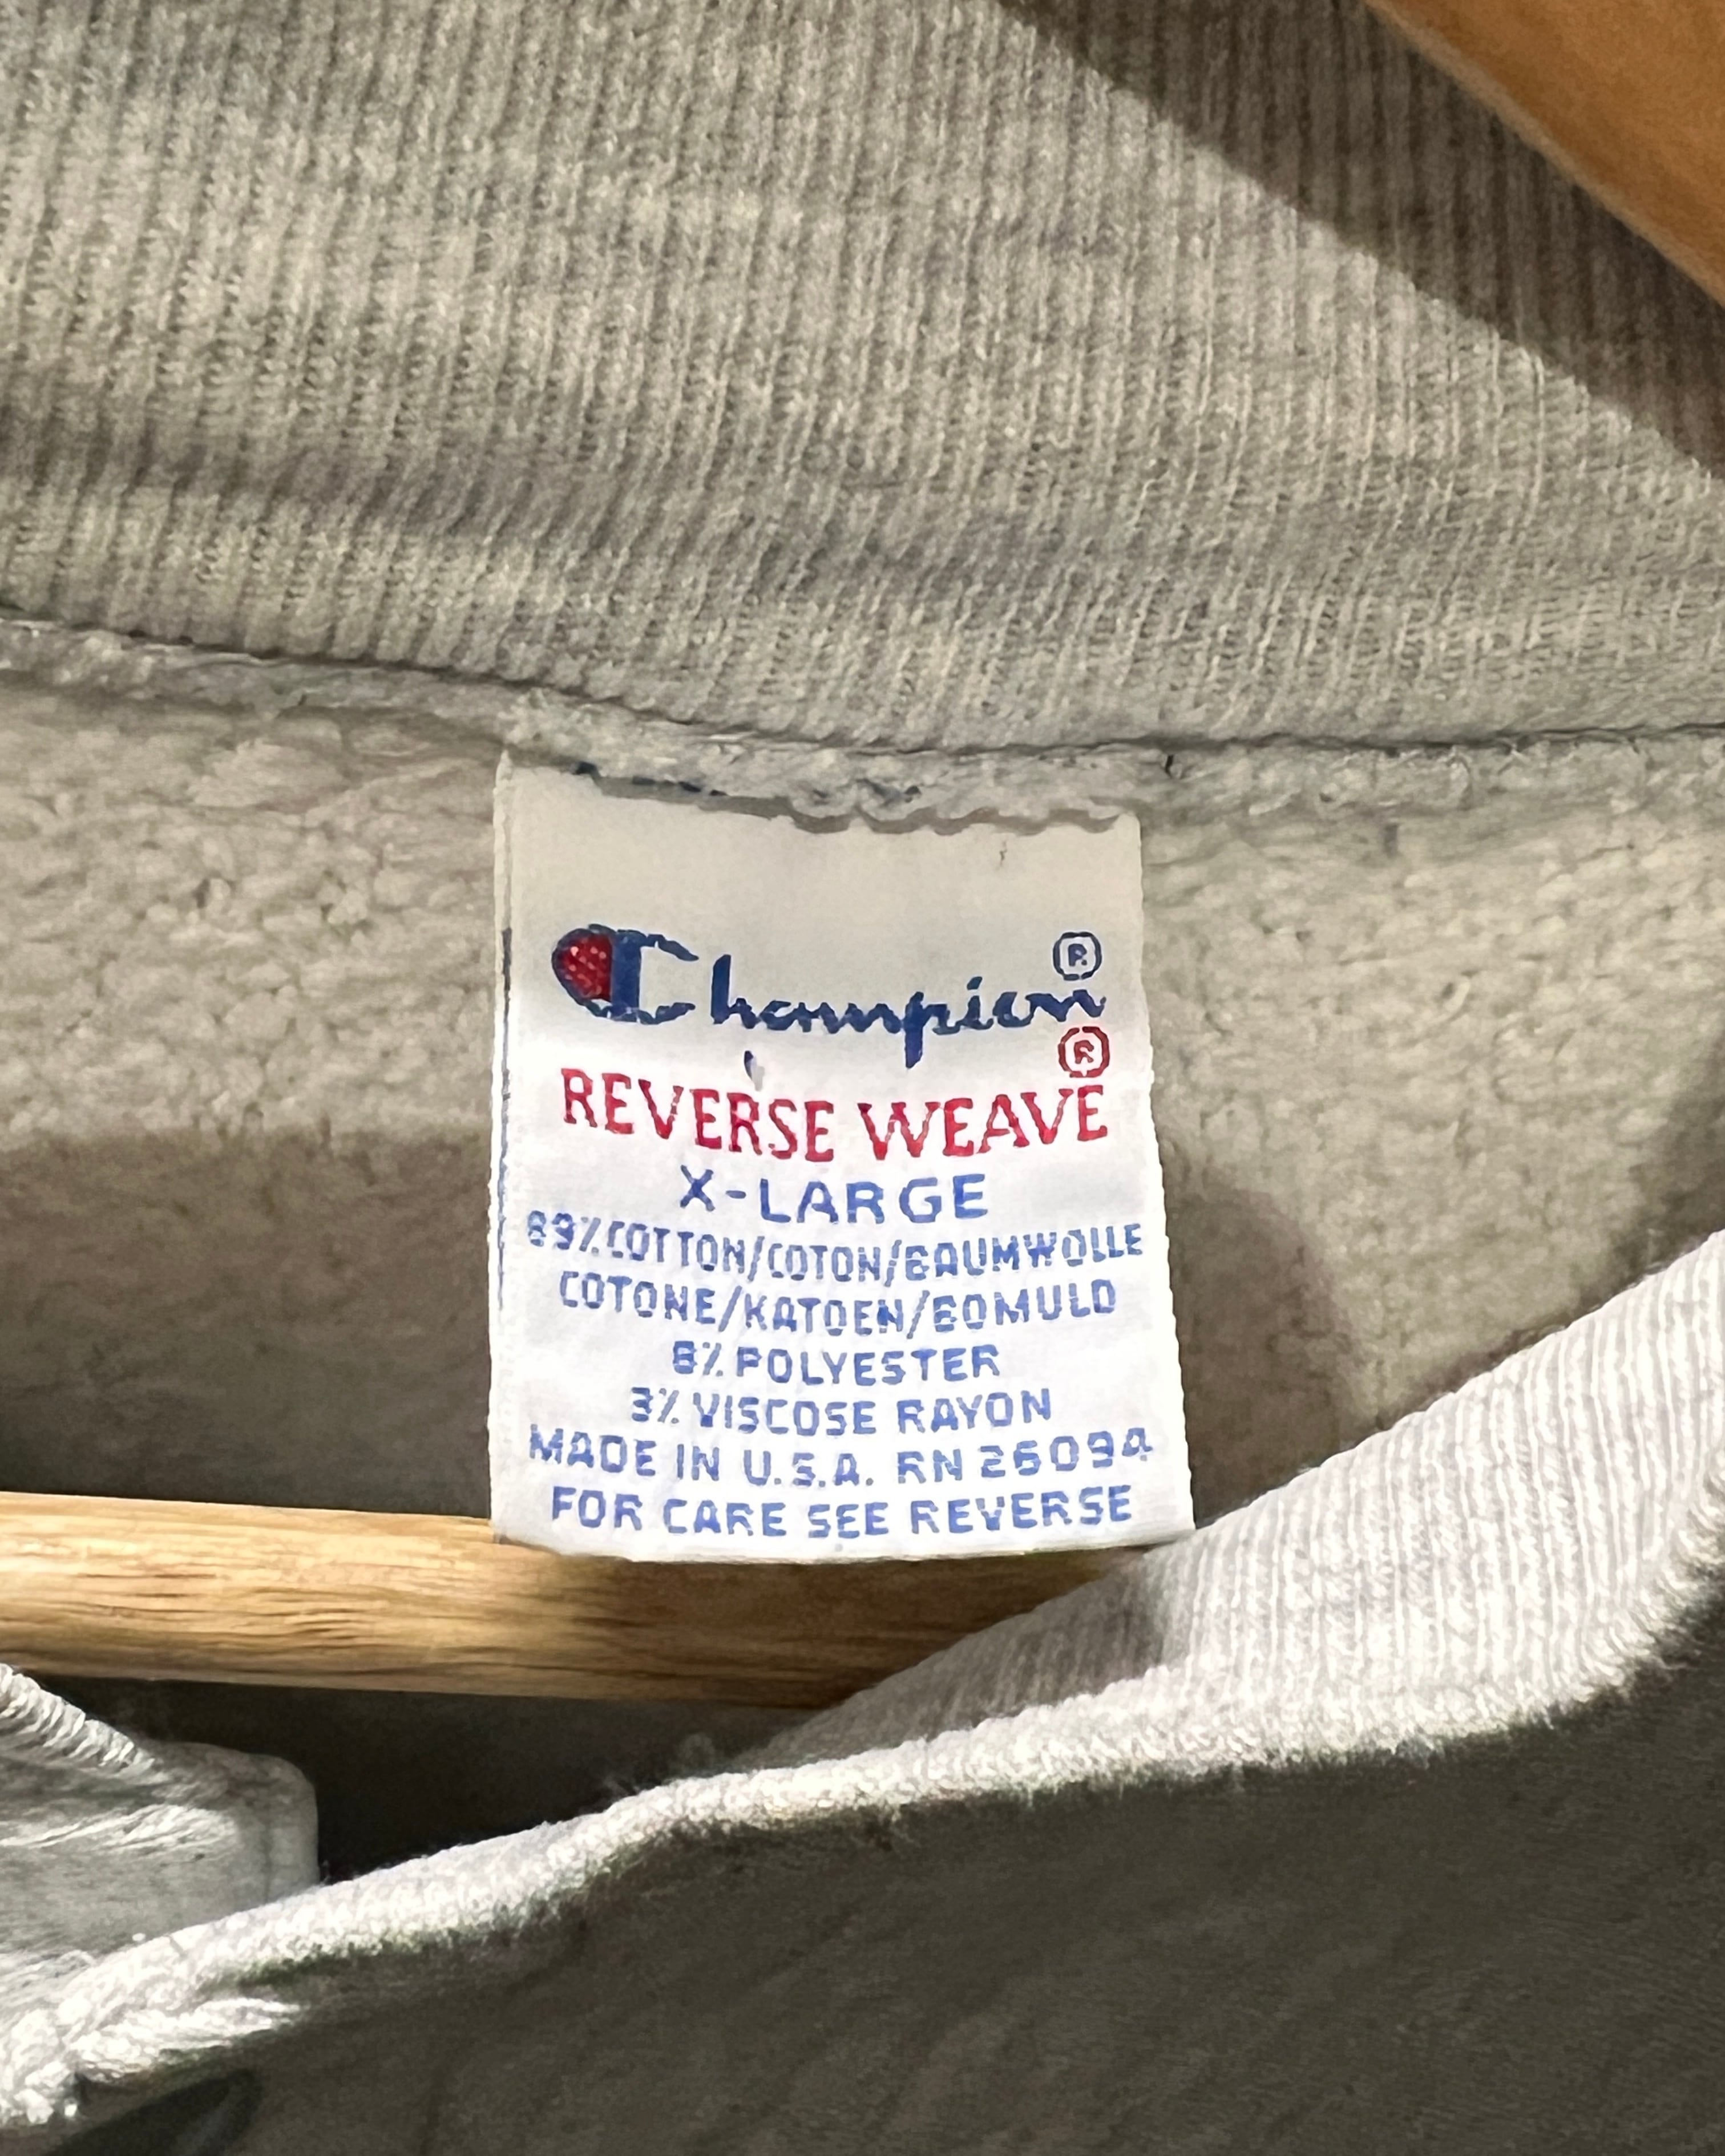 Champion®
®
REVERSE WEAVE
X-LARGE
89% COTTON/COTON/BAUMWOLLE
COTONE/KATOEN/BOMULD
8% POLYESTER
3% VISCOSE RAYON
MADE IN U.S.A. RN 26094
FOR CARE SEE REVERSE